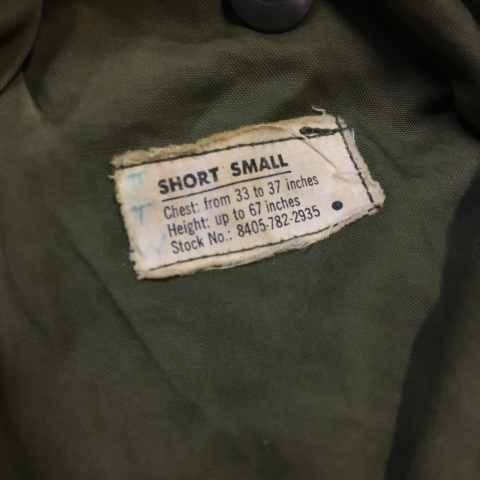 SHORT SMALL
Chest: from 33 to 37 inches
Height: up to 67 inches
Stock No.: 8405-782-2935